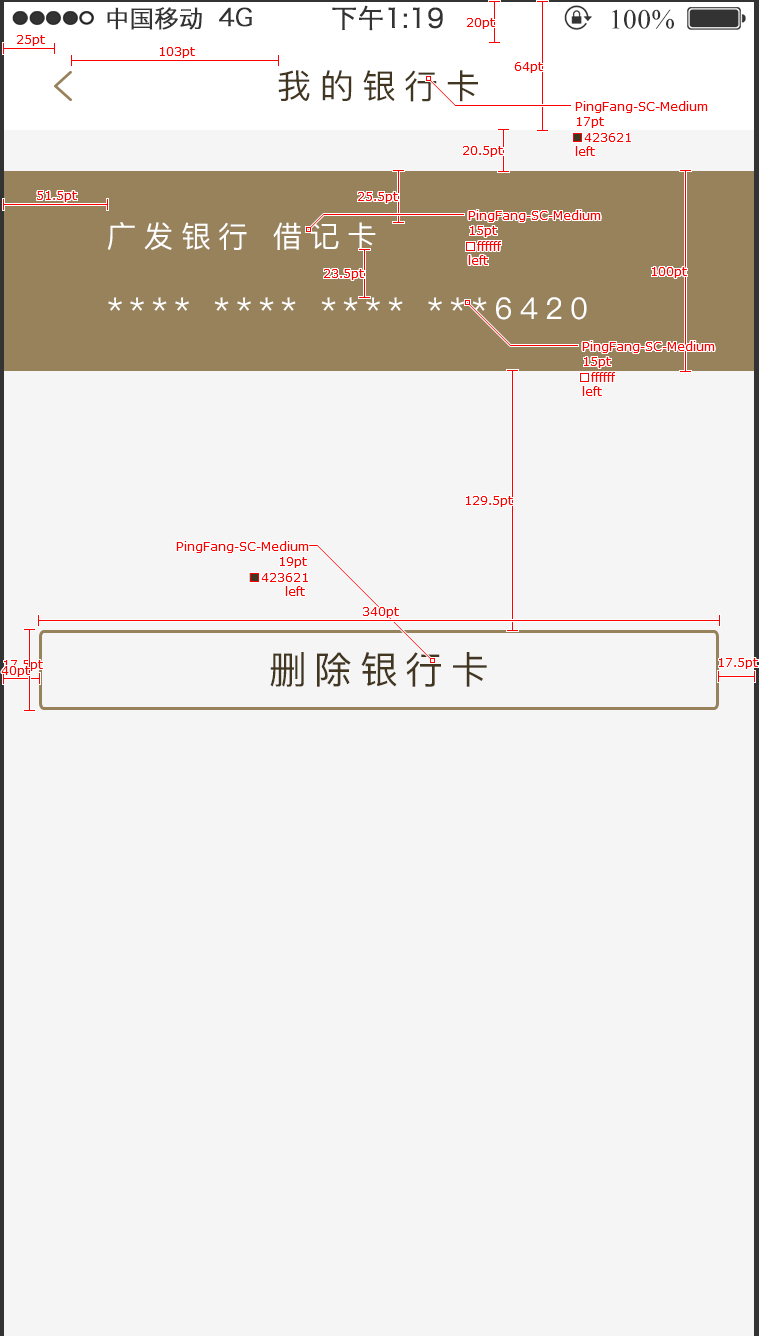 中国移动 4G 下午1:19 100%
20pt
25pt
103pt
64pt
我的银行卡
PingFang-SC-Medium
17pt
423621
left
20.5pt
51.5pt
25.5pt
PingFang-SC-Medium
15pt
ffffff
left
广发银行 借记卡
23.5pt
100pt
**** **** **** ***6420
PingFang-SC-Medium
15pt
ffffff
left
129.5pt
PingFang-SC-Medium
19pt
423621
left
340pt
17.5pt
40pt
删除银行卡
17.5pt